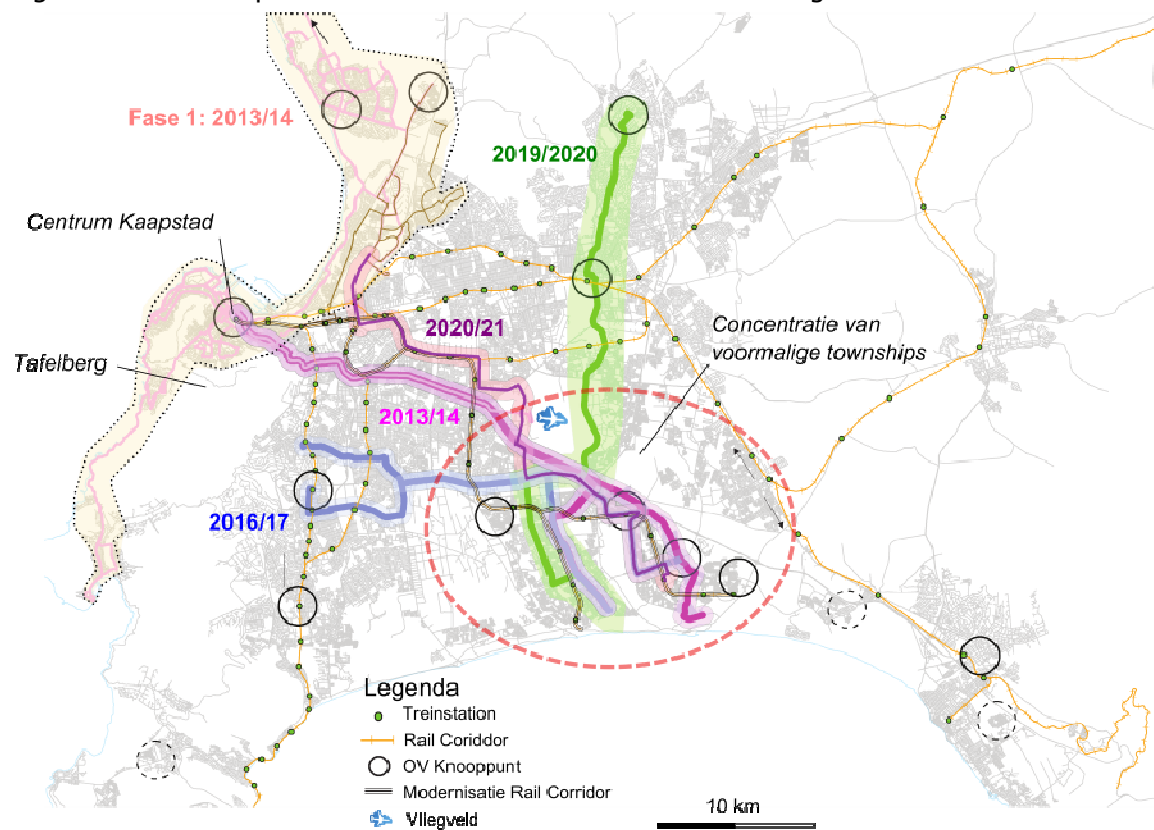 Fase 1: 2013/14
2019/2020
Centrum Kaapstad
2020/21
Concentratie van
voormalige townships
Tafelberg
2013/14
2016/17
Legenda
Treinstation
Rail Coriddor
OV Knooppunt
Modernisatie Rail Corridor
Vliegveld
10 km